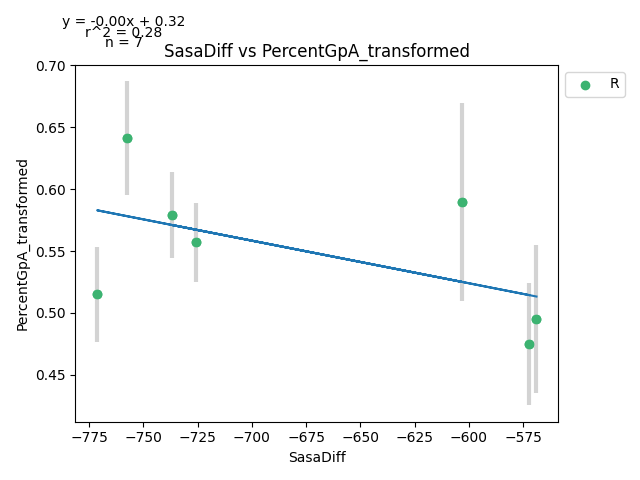 y = -0.00x + 0.32
r^2 = 0.28
n = 7
SasaDiff vs PercentGpA_transformed
R
0.70
0.65
0.60
0.55
0.50
0.45
PercentGpA_transformed
−775 −750 −725 −700 −675 −650 −625 −600 −575
SasaDiff